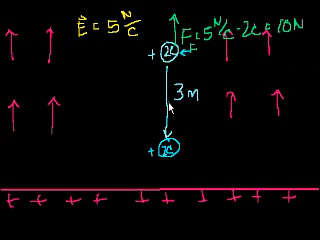 E⃗ = 5 N/C
F = 5 N/C · 2C = 10N
+ 2C ← F
3 m
+ 2C
+ + + + + + + + + +